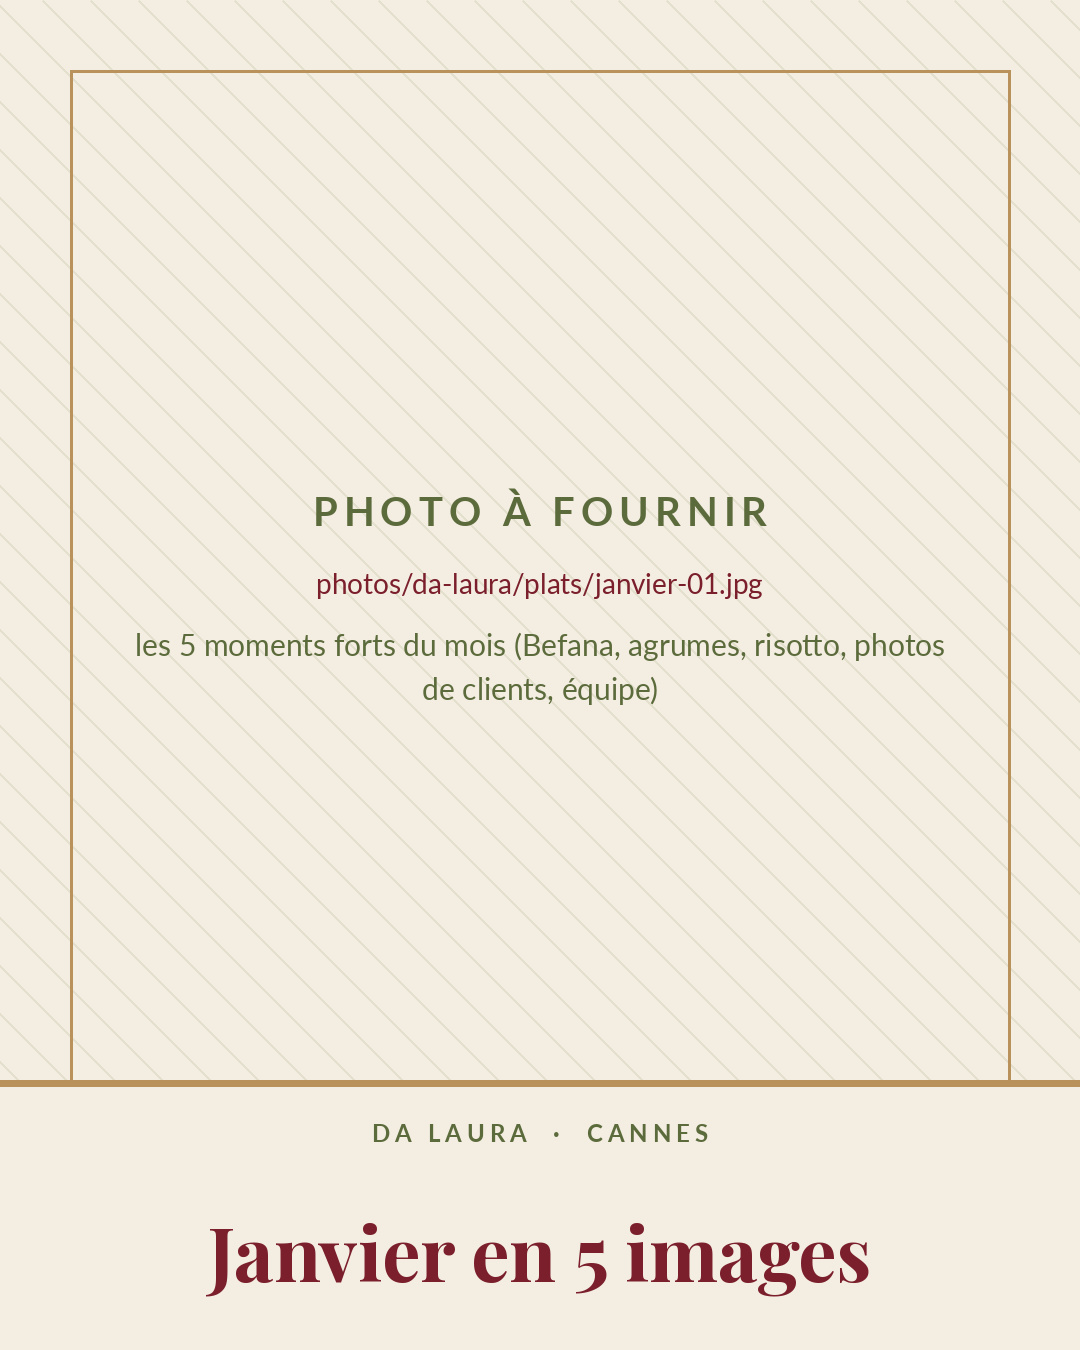 PHOTO À FOURNIR
photos/da-laura/plats/janvier-01.jpg
les 5 moments forts du mois (Befana, agrumes, risotto, photos
de clients, équipe)
DA LAURA · CANNES
Janvier en 5 images